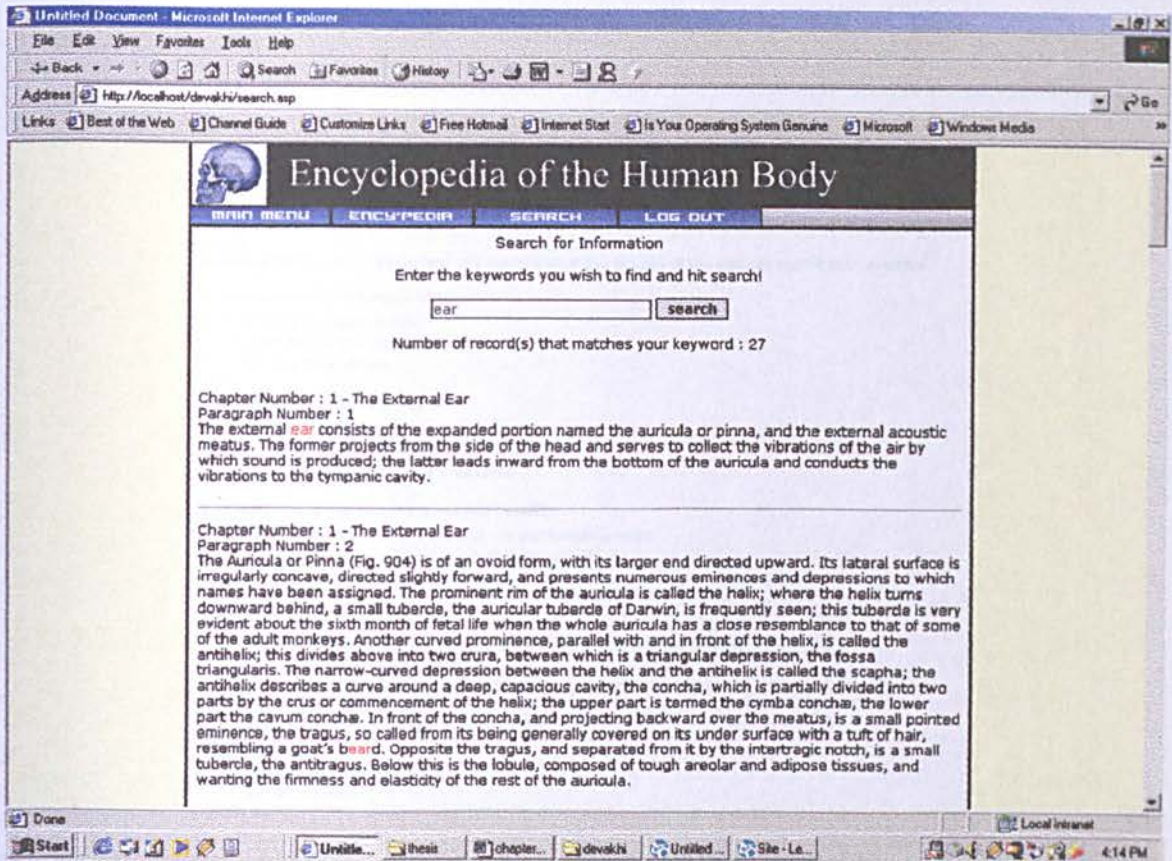 Untitled Document - Microsoft Internet Explorer
File Edit View Favorites Tools Help
Back Search Favorites History
Address http://localhost/devakhi/search.asp Go
Links Best of the Web Channel Guide Customize Links Free Hotmail Internet Start Is Your Operating System Genuine Microsoft Windows Media
Encyclopedia of the Human Body
MAIN MENU ENCY'PEDIA SEARCH LOG OUT
Search for Information
Enter the keywords you wish to find and hit search!
ear search
Number of record(s) that matches your keyword : 27
Chapter Number : 1 - The External Ear
Paragraph Number : 1
The external ear consists of the expanded portion named the auricula or pinna, and the external acoustic
meatus. The former projects from the side of the head and serves to collect the vibrations of the air by
which sound is produced; the latter leads inward from the bottom of the auricula and conducts the
vibrations to the tympanic cavity.
Chapter Number : 1 - The External Ear
Paragraph Number : 2
The Auricula or Pinna (Fig. 904) is of an ovoid form, with its larger end directed upward. Its lateral surface is
irregularly concave, directed slightly forward, and presents numerous eminences and depressions to which
names have been assigned. The prominent rim of the auricula is called the helix; where the helix turns
downward behind, a small tubercle, the auricular tubercle of Darwin, is frequently seen; this tubercle is very
evident about the sixth month of fetal life when the whole auricula has a close resemblance to that of some
of the adult monkeys. Another curved prominence, parallel with and in front of the helix, is called the
antihelix; this divides above into two crura, between which is a triangular depression, the fossa
triangularis. The narrow-curved depression between the helix and the antihelix is called the scapha; the
antihelix describes a curve around a deep, capacious cavity, the concha, which is partially divided into two
parts by the crus or commencement of the helix; the upper part is termed the cymba conchæ, the lower
part the cavum conchæ. In front of the concha, and projecting backward over the meatus, is a small pointed
eminence, the tragus, so called from its being generally covered on its under surface with a tuft of hair,
resembling a goat's beard. Opposite the tragus, and separated from it by the intertragic notch, is a small
tubercle, the antitragus. Below this is the lobule, composed of tough areolar and adipose tissues, and
wanting the firmness and elasticity of the rest of the auricula.
Done Local intranet
Start Untitle... thesis chapter... devakhi Untitled... Site - Le... 4:14 PM